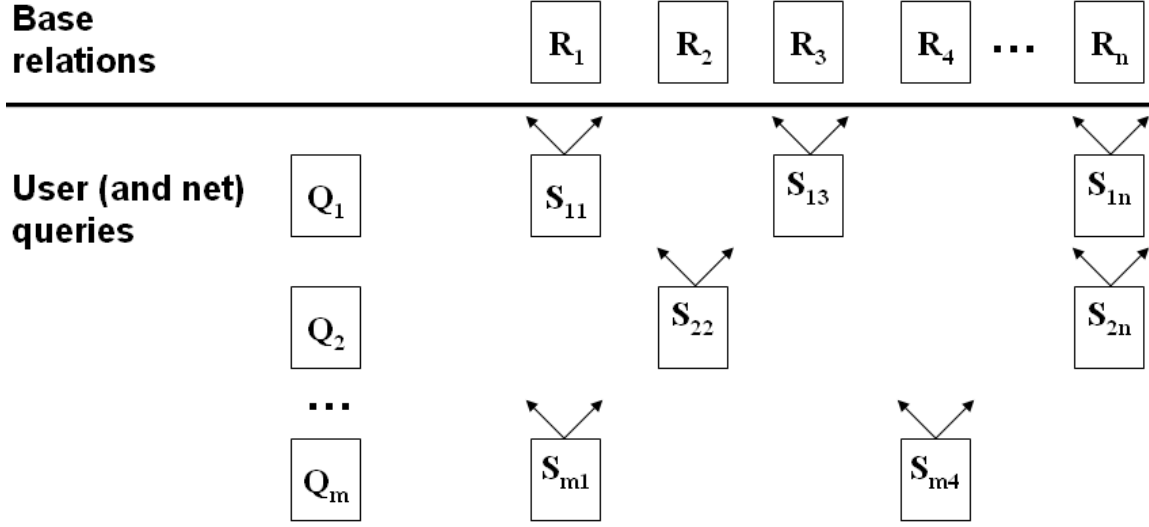 Base
relations
R1 R2 R3 R4 ... Rn
User (and net)
queries
Q1 S11 S13 S1n
Q2 S22 S2n
...
Qm Sm1 Sm4